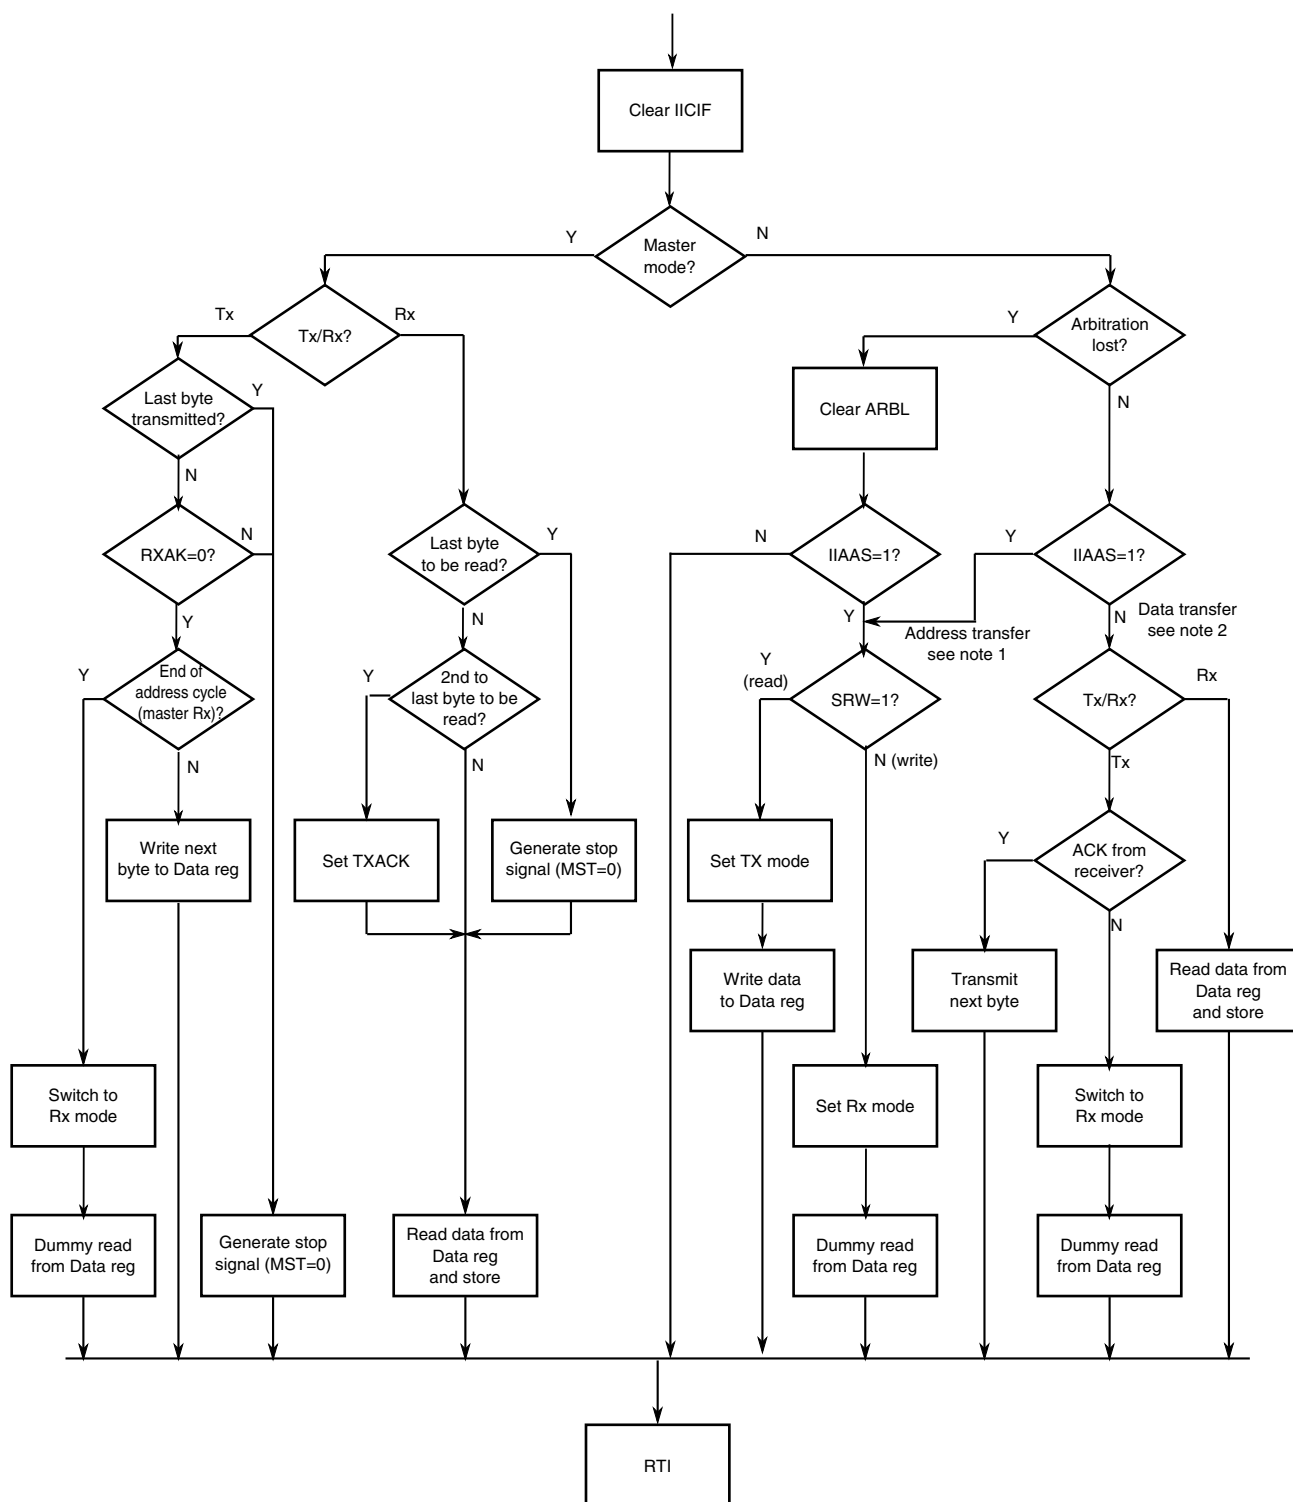 Clear IICIF
Master
mode?
Y
N
Tx/Rx?
Tx
Rx
Arbitration
lost?
Y
N
Last byte
transmitted?
Y
N
Clear ARBL
RXAK=0?
N
Y
Last byte
to be read?
Y
N
IIAAS=1?
N
Y
IIAAS=1?
Y
N
Address transfer
see note 1
Data transfer
see note 2
End of
address cycle
(master Rx)?
Y
N
2nd to
last byte to be
read?
Y
N
SRW=1?
Y
(read)
N (write)
Tx/Rx?
Rx
Tx
Write next
byte to Data reg
Set TXACK
Generate stop
signal (MST=0)
Set TX mode
ACK from
receiver?
Y
N
Write data
to Data reg
Transmit
next byte
Read data from
Data reg
and store
Switch to
Rx mode
Set Rx mode
Switch to
Rx mode
Dummy read
from Data reg
Generate stop
signal (MST=0)
Read data from
Data reg
and store
Dummy read
from Data reg
Dummy read
from Data reg
RTI